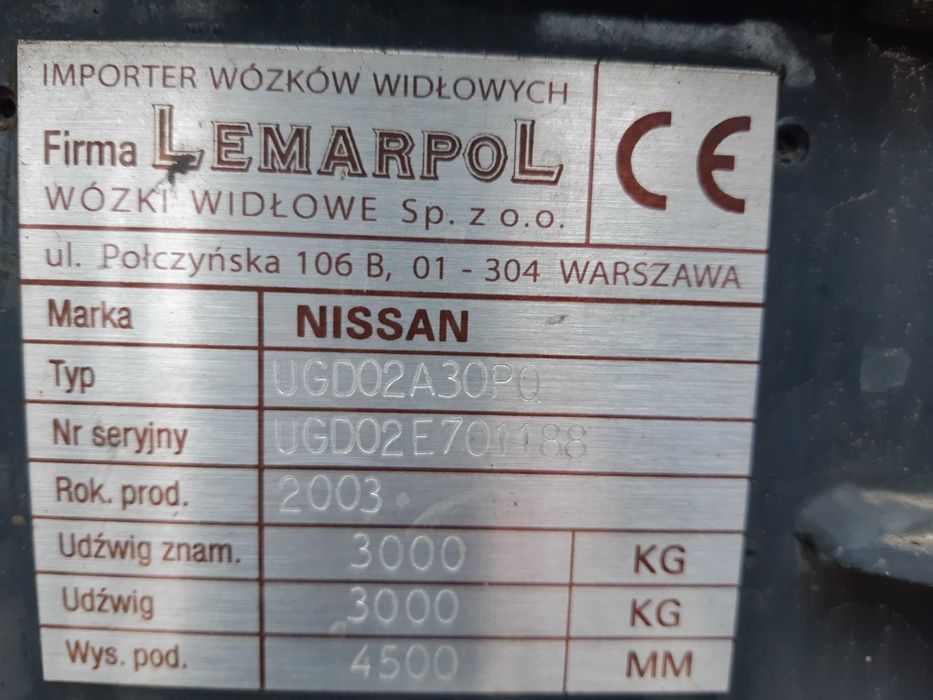 IMPORTER WÓZKÓW WIDŁOWYCH
Firma LEMARPOL
WÓZKI WIDŁOWE Sp. z o.o.
CE
ul. Połczyńska 106 B, 01 - 304 WARSZAWA
Marka NISSAN
Typ UGD02A30PQ
Nr seryjny UGD02E701188
Rok. prod. 2003
Udźwig znam. 3000 KG
Udźwig 3000 KG
Wys. pod. 4500 MM